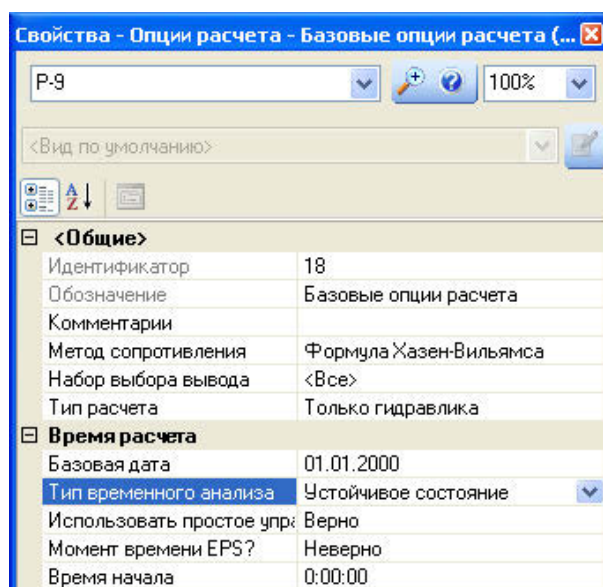 Свойства - Опции расчета - Базовые опции расчета (...
P-9 100%
<Вид по умолчанию>
<Общие>
Идентификатор 18
Обозначение Базовые опции расчета
Комментарии
Метод сопротивления Формула Хазен-Вильямса
Набор выбора вывода <Все>
Тип расчета Только гидравлика
Время расчета
Базовая дата 01.01.2000
Тип временного анализа Устойчивое состояние
Использовать простое упра Верно
Момент времени EPS? Неверно
Время начала 0:00:00